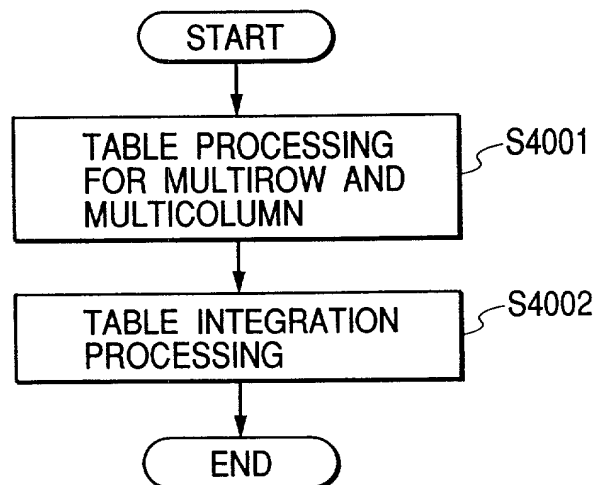 START
TABLE PROCESSING
FOR MULTIROW AND
MULTICOLUMN
S4001
TABLE INTEGRATION
PROCESSING
S4002
END